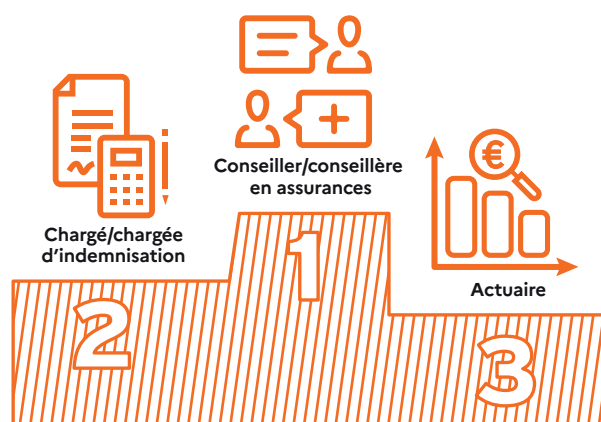 Conseiller/conseillère
en assurances
Chargé/chargée
d'indemnisation
€
Actuaire
1
2
3